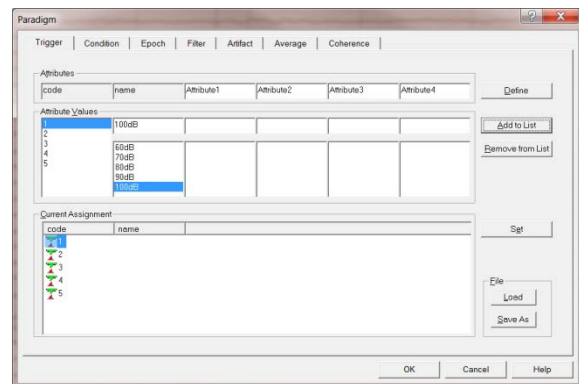 Paradigm
Trigger Condition Epoch Filter Artifact Average Coherence
Attributes
code name Attribute1 Attribute2 Attribute3 Attribute4 Define
Attribute Values
1 100dB Add to List
2
3 60dB Remove from List
4 70dB
5 80dB
90dB
100dB
Current Assignment
code name Set
1
2
3
4
5
File
Load
Save As
OK Cancel Help